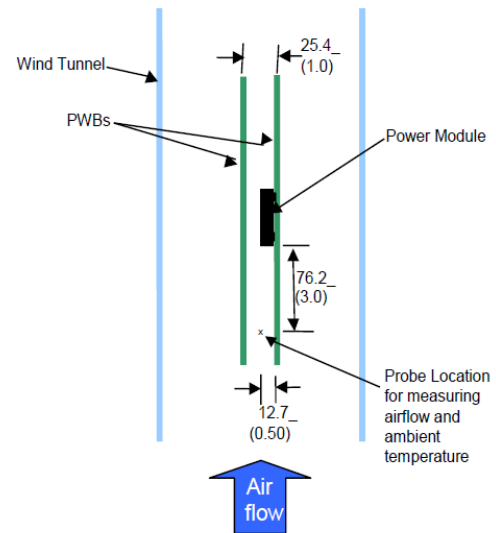 25.4_
(1.0)
Wind Tunnel
PWBs
Power Module
76.2_
(3.0)
x
Probe Location
for measuring
airflow and
ambient
temperature
12.7_
(0.50)
Air
flow